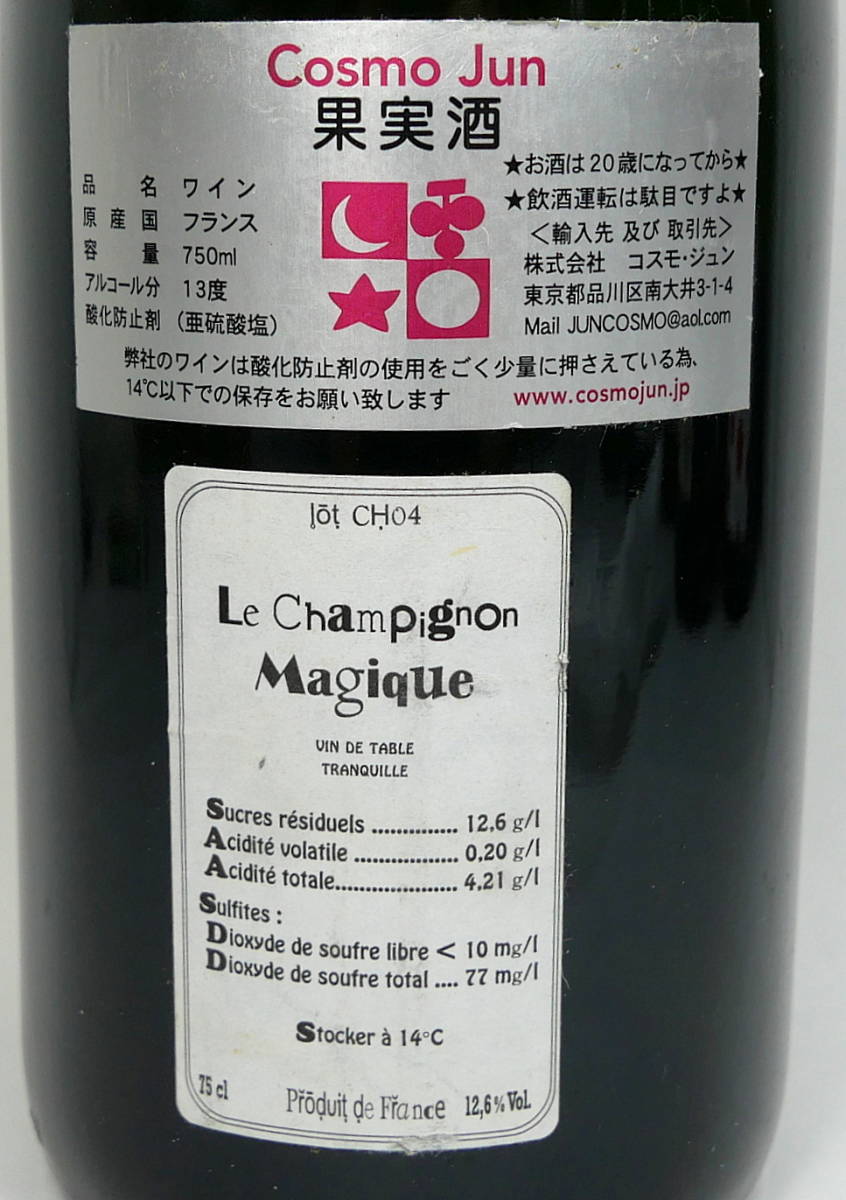 Cosmo Jun
果実酒
品名 ワイン
原産国 フランス
容量 750ml
アルコール分 13度
酸化防止剤 (亜硫酸塩)
★お酒は20歳になってから★
★飲酒運転は駄目ですよ★
＜輸入先 及び 取引先＞
株式会社 コスモ・ジュン
東京都品川区南大井3-1-4
Mail JUNCOSMO@aol.com
弊社のワインは酸化防止剤の使用をごく少量に押さえている為、
14℃以下での保存をお願い致します
www.cosmojun.jp
lot CH04
Le Champignon
Magique
VIN DE TABLE
TRANQUILLE
Sucres résiduels .............. 12,6 g/l
Acidité volatile ................. 0,20 g/l
Acidité totale.................... 4,21 g/l
Sulfites :
Dioxyde de soufre libre < 10 mg/l
Dioxyde de soufre total .... 77 mg/l
Stocker à 14°C
75 cl
Produit de France
12,6% Vol.